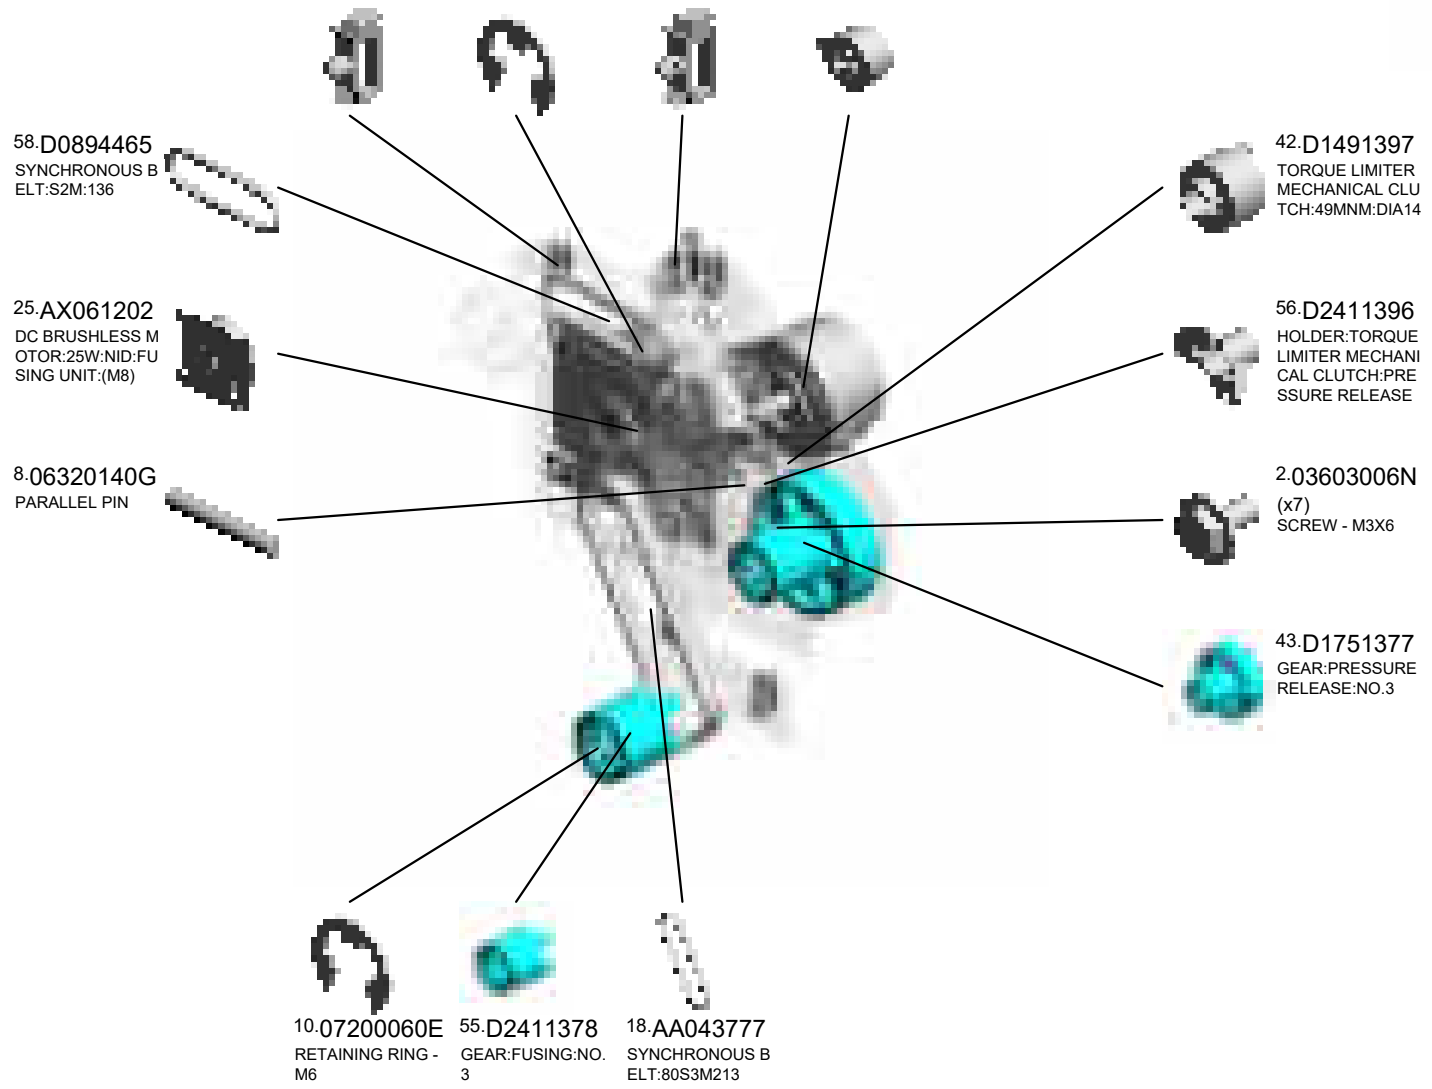 58.D0894465
SYNCHRONOUS B
ELT:S2M:136
25.AX061202
DC BRUSHLESS M
OTOR:25W:NID:FU
SING UNIT:(M8)
8.06320140G
PARALLEL PIN
42.D1491397
TORQUE LIMITER
MECHANICAL CLU
TCH:49MNM:DIA14
56.D2411396
HOLDER:TORQUE
LIMITER MECHANI
CAL CLUTCH:PRE
SSURE RELEASE
2.03603006N
(x7)
SCREW - M3X6
43.D1751377
GEAR:PRESSURE
RELEASE:NO.3
10.07200060E
RETAINING RING -
M6
55.D2411378
GEAR:FUSING:NO.
3
18.AA043777
SYNCHRONOUS B
ELT:80S3M213